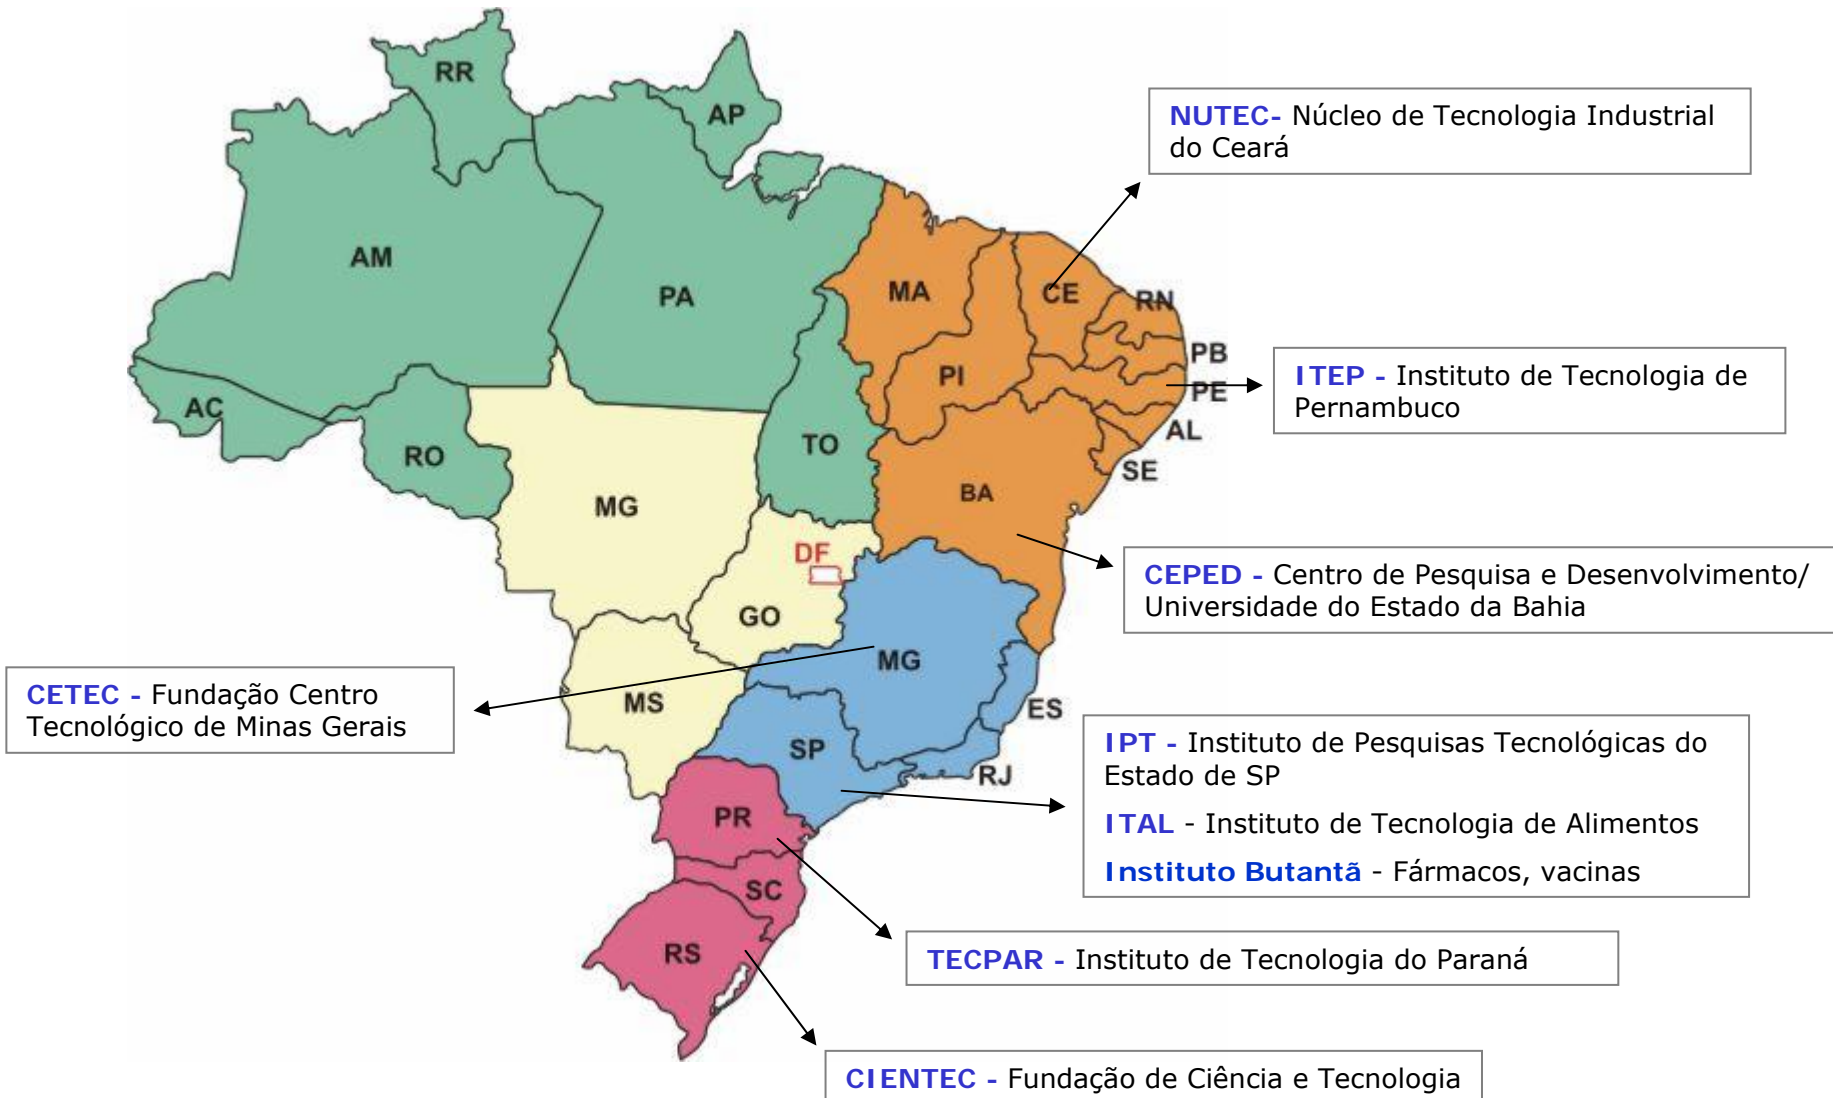 RR
AP
NUTEC- Núcleo de Tecnologia Industrial
do Ceará
AM
PA
MA
CE
RN
PB
PI
PE
ITEP - Instituto de Tecnologia de
Pernambuco
AC
AL
RO
TO
SE
BA
MG
DF
CEPED - Centro de Pesquisa e Desenvolvimento/
Universidade do Estado da Bahia
GO
MG
CETEC - Fundação Centro
Tecnológico de Minas Gerais
MS
ES
SP
RJ
IPT - Instituto de Pesquisas Tecnológicas do
Estado de SP
ITAL - Instituto de Tecnologia de Alimentos
Instituto Butantã - Fármacos, vacinas
PR
SC
RS
TECPAR - Instituto de Tecnologia do Paraná
CIENTEC - Fundação de Ciência e Tecnologia